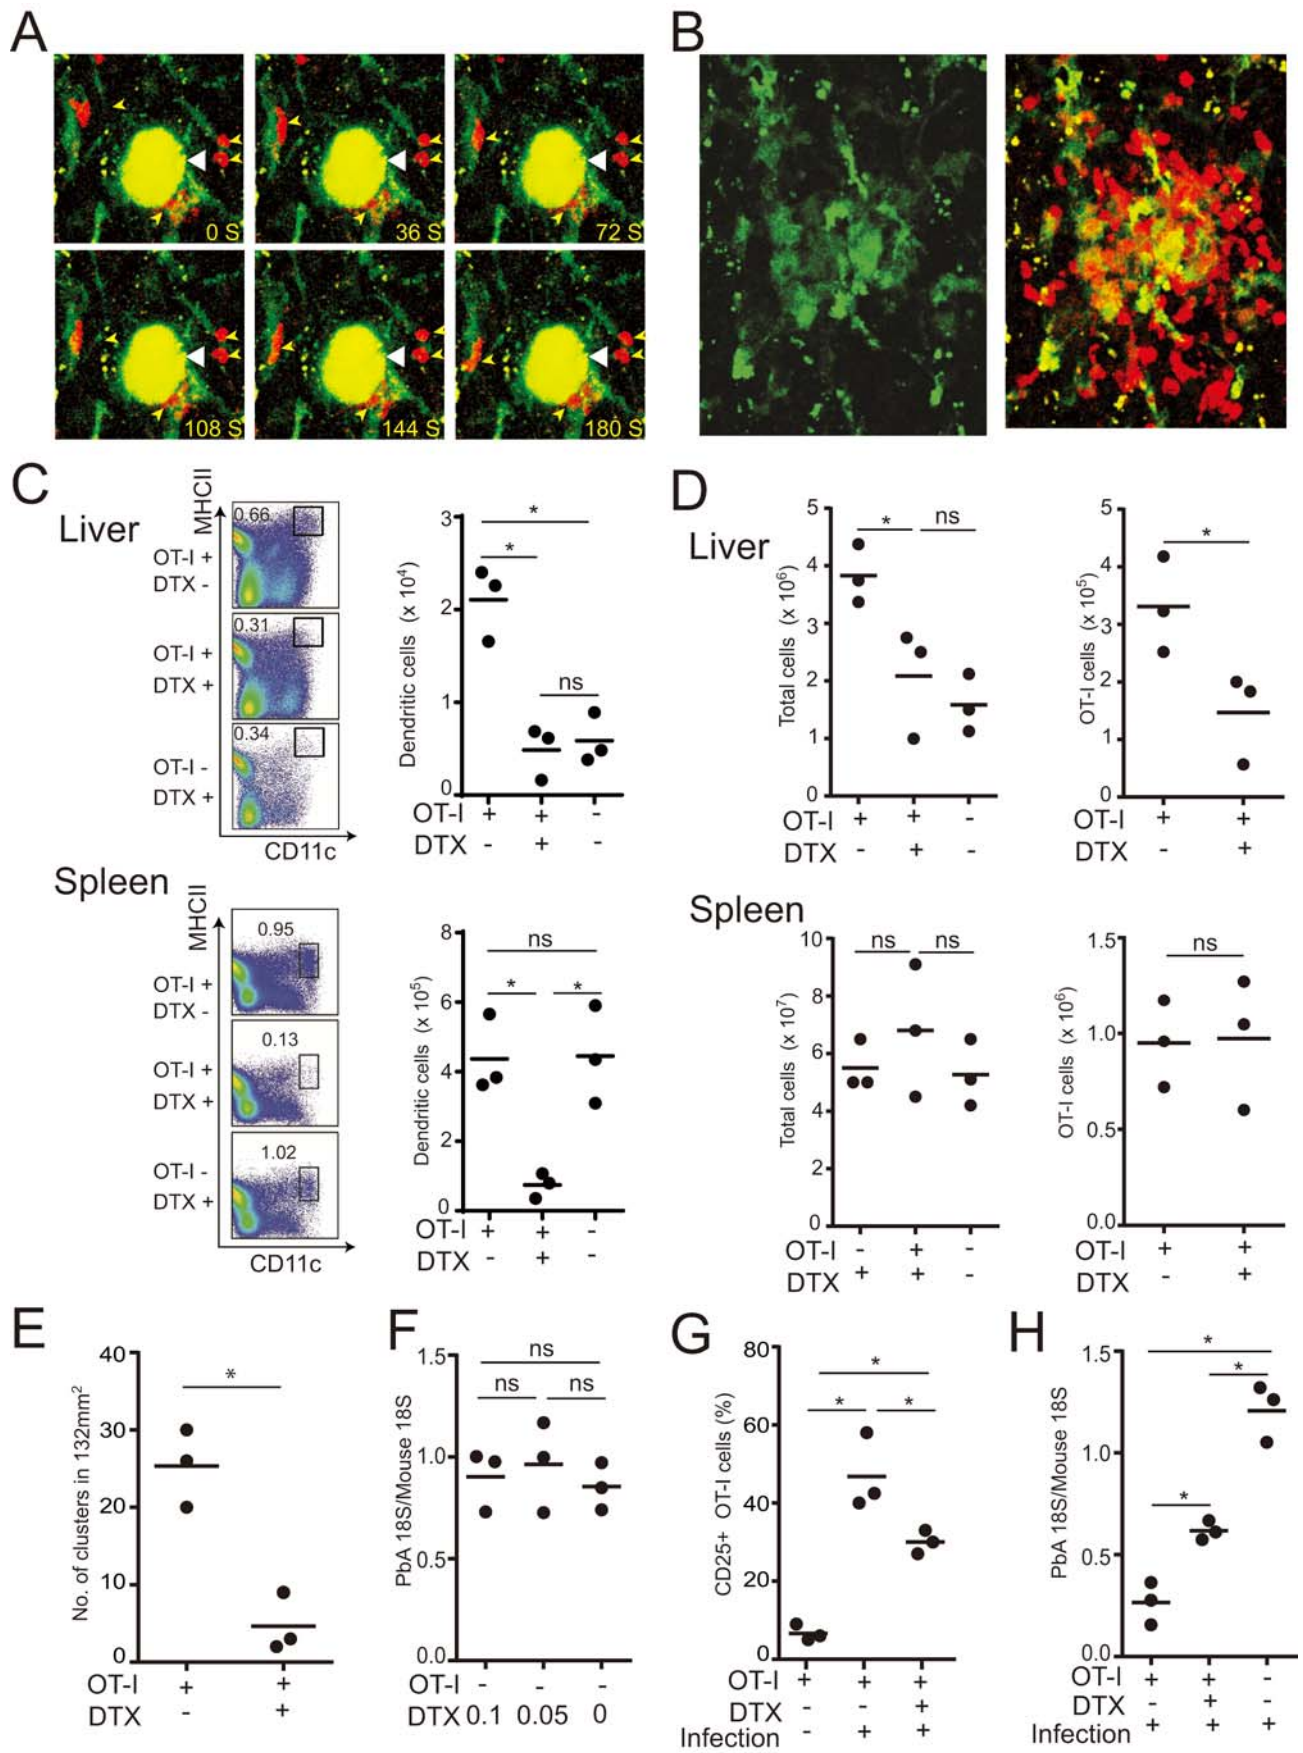 A
0 S
36 S
72 S
108 S
144 S
180 S
B
C
Liver
MHCII
0.66
OT-I +
DTX -
0.31
OT-I +
DTX +
0.34
OT-I -
DTX +
CD11c
Dendritic cells (x 10⁴)
3
2
1
0
*
*
ns
OT-I + + -
DTX - + -
Spleen
MHCII
0.95
OT-I +
DTX -
0.13
OT-I +
DTX +
1.02
OT-I -
DTX +
CD11c
Dendritic cells (x 10⁵)
8
6
4
2
0
ns
* *
OT-I + + -
DTX - + -
D
Liver
Total cells (x 10⁶)
5
4
3
2
1
0
* ns
OT-I + + -
DTX - + -
OT-I cells (x 10⁵)
5
4
3
2
1
0
*
OT-I + +
DTX - +
Spleen
Total cells (x 10⁷)
10
8
6
4
2
0
ns ns
OT-I - + -
DTX + + -
OT-I cells (x 10⁶)
1.5
1.0
0.5
0.0
ns
OT-I + +
DTX - +
E
No. of clusters in 132mm²
40
30
20
10
0
*
OT-I + +
DTX - +
F
PbA 18S/Mouse 18S
1.5
1.0
0.5
0.0
ns
ns ns
OT-I - - -
DTX 0.1 0.05 0
G
CD25+ OT-I cells (%)
80
60
40
20
0
*
* *
OT-I + + +
DTX - - +
Infection - + +
H
PbA 18S/Mouse 18S
1.5
1.0
0.5
0.0
*
*
*
OT-I + + -
DTX - + -
Infection + + +